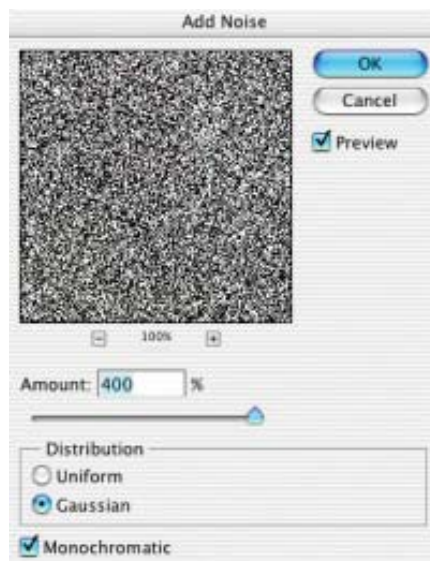 Add Noise
OK
Cancel
Preview
100%
Amount: 400 %
Distribution
Uniform
Gaussian
Monochromatic